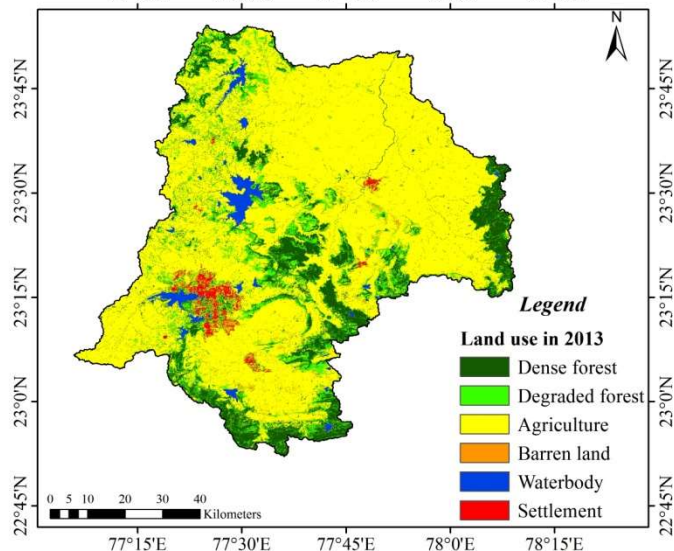 N
23°45'N
23°45'N
23°30'N
23°30'N
23°15'N
23°15'N
Legend
Land use in 2013
Dense forest
Degraded forest
23°0'N
23°0'N
Agriculture
Barren land
Waterbody
0 5 10 20 30 40
Kilometers
Settlement
22°45'N
22°45'N
77°15'E 77°30'E 77°45'E 78°0'E 78°15'E